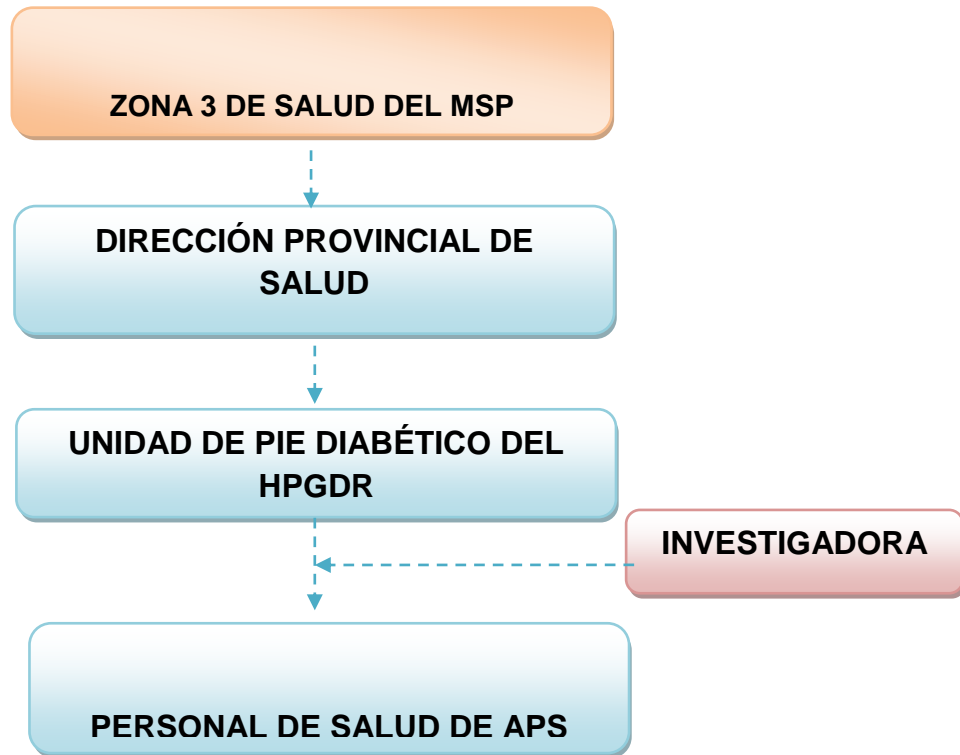 ZONA 3 DE SALUD DEL MSP
DIRECCIÓN PROVINCIAL DE
SALUD
UNIDAD DE PIE DIABÉTICO DEL
HPGDR
INVESTIGADORA
PERSONAL DE SALUD DE APS